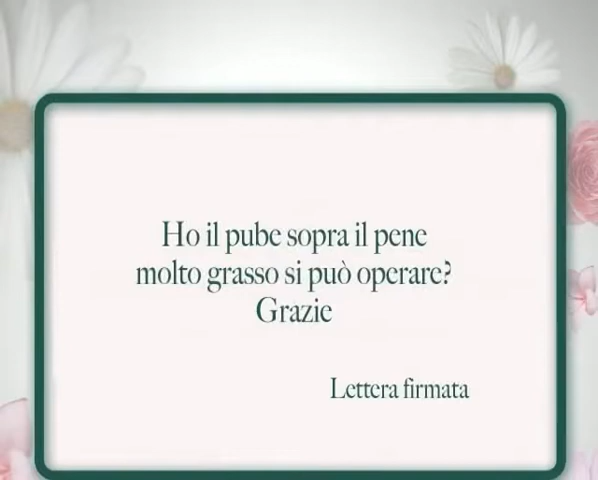 Ho il pube sopra il pene
molto grasso si può operare?
Grazie
Lettera firmata